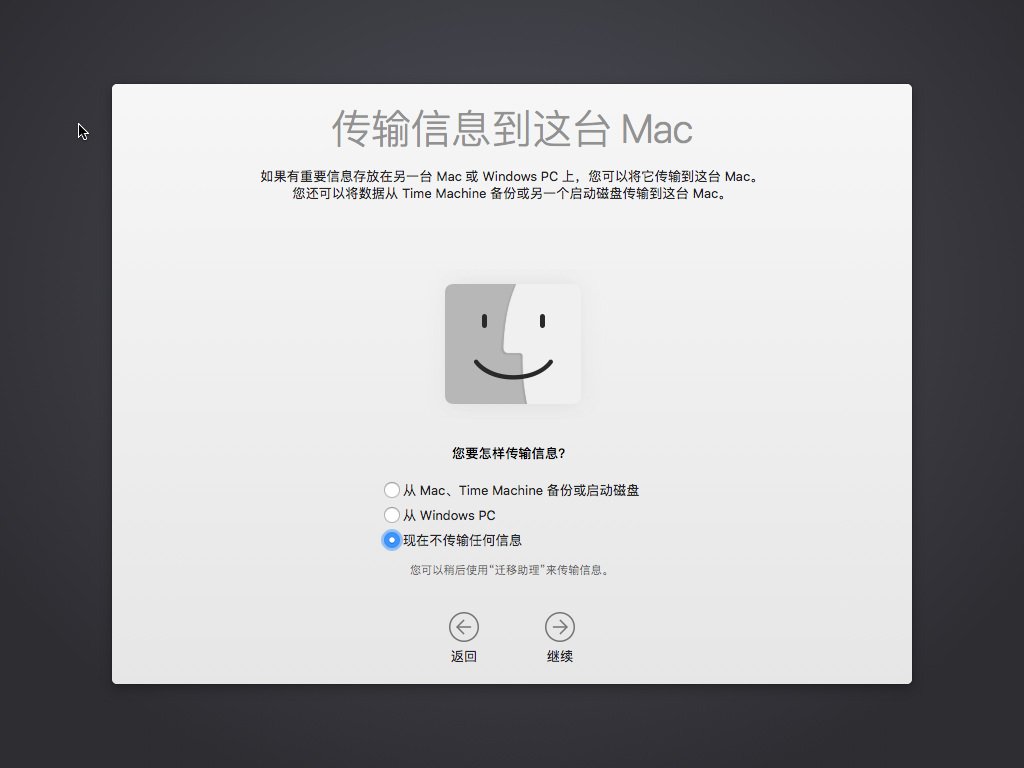 传输信息到这台 Mac
如果有重要信息存放在另一台 Mac 或 Windows PC 上，您可以将它传输到这台 Mac。
您还可以将数据从 Time Machine 备份或另一个启动磁盘传输到这台 Mac。
您要怎样传输信息?
从 Mac、Time Machine 备份或启动磁盘
从 Windows PC
现在不传输任何信息
您可以稍后使用“迁移助理”来传输信息。
返回
继续